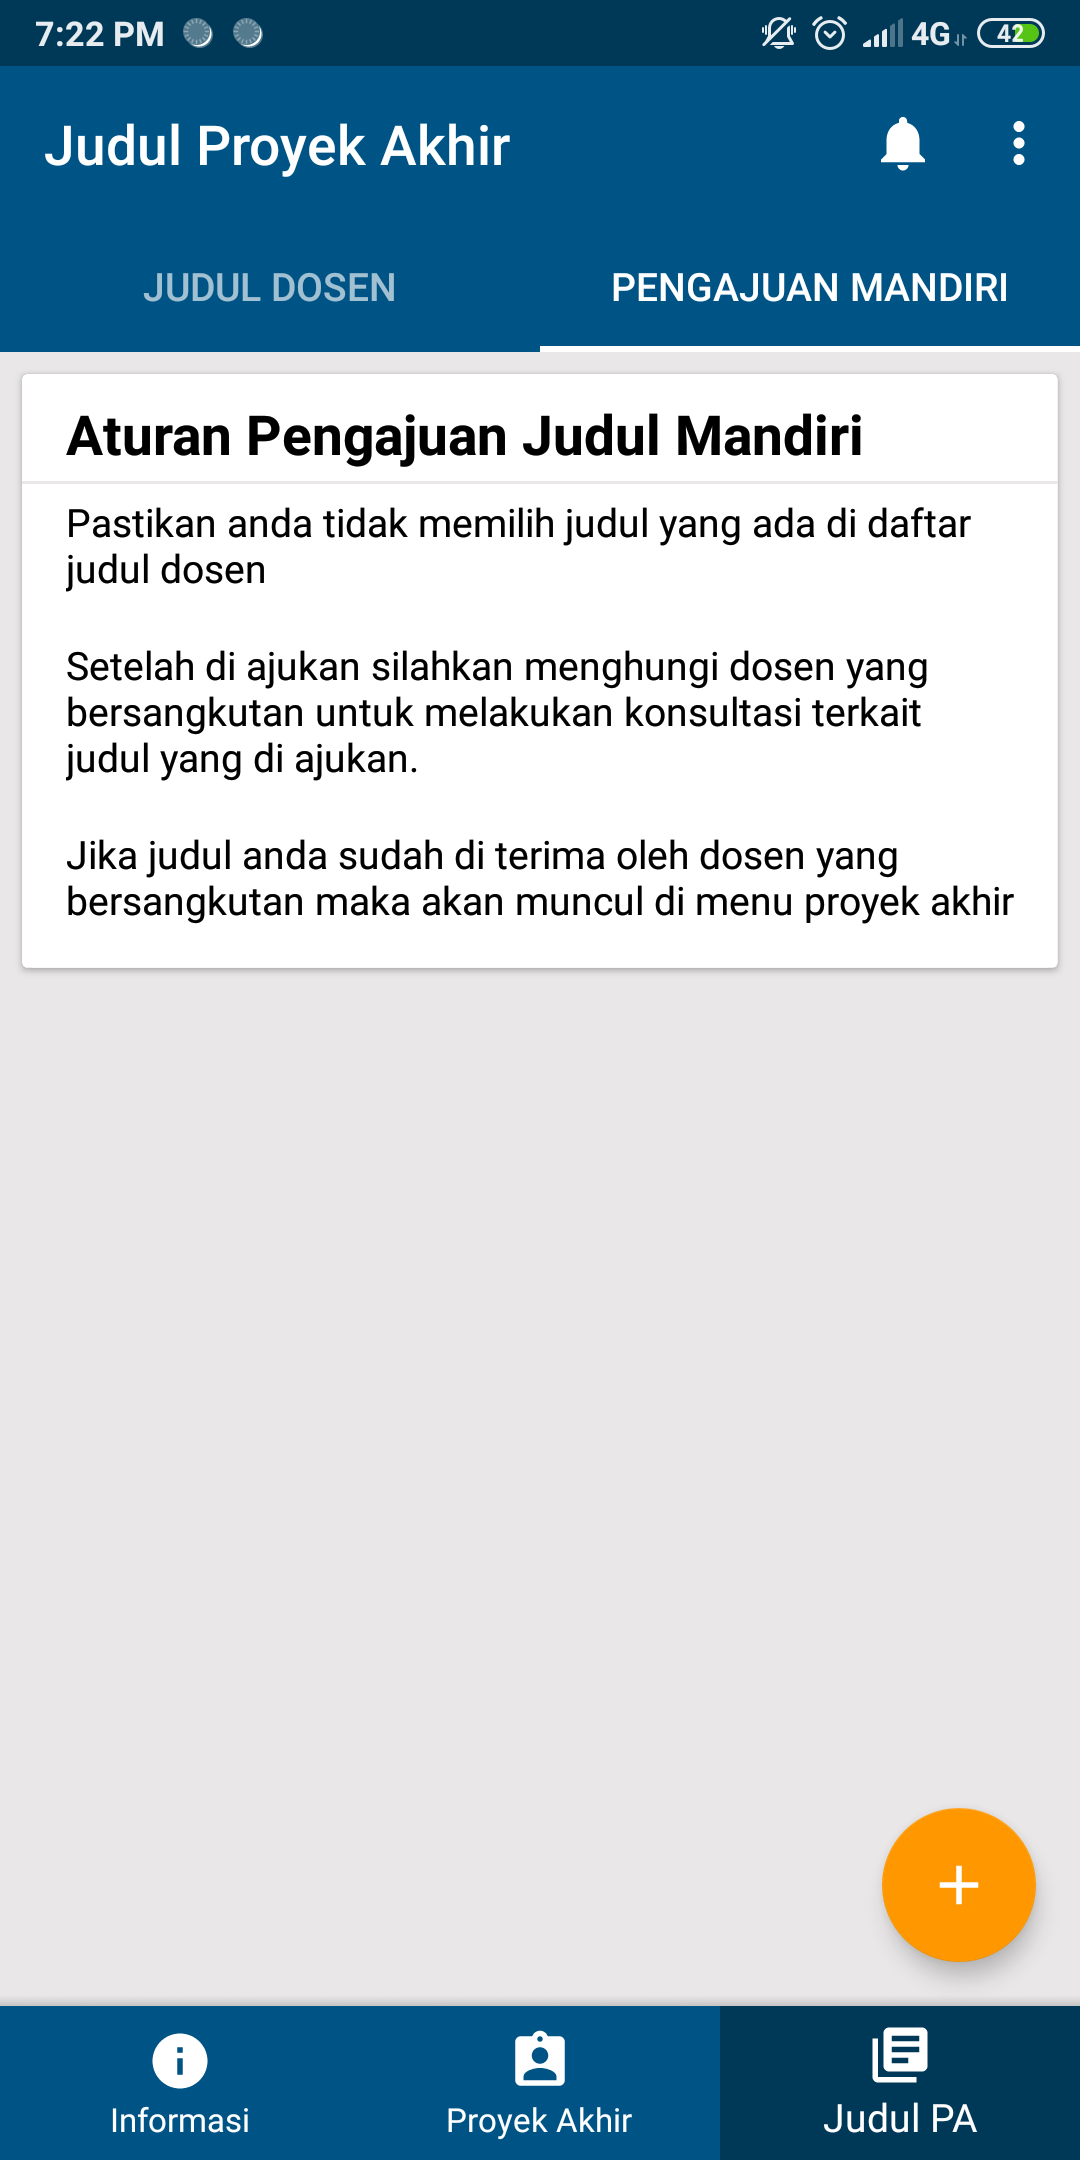 7:22 PM 4G 42
Judul Proyek Akhir
JUDUL DOSEN PENGAJUAN MANDIRI
Aturan Pengajuan Judul Mandiri
Pastikan anda tidak memilih judul yang ada di daftar
judul dosen
Setelah di ajukan silahkan menghungi dosen yang
bersangkutan untuk melakukan konsultasi terkait
judul yang di ajukan.
Jika judul anda sudah di terima oleh dosen yang
bersangkutan maka akan muncul di menu proyek akhir
Informasi Proyek Akhir Judul PA